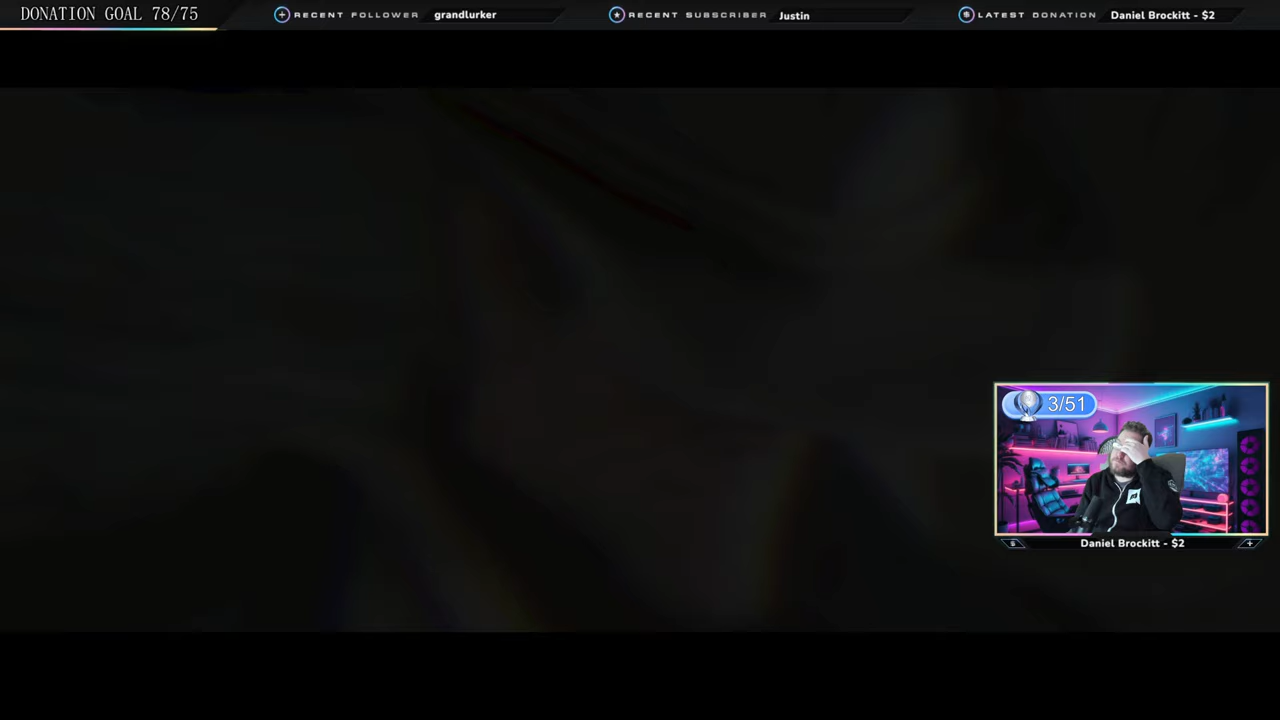 DONATION GOAL 78/75
RECENT FOLLOWER grandlurker
RECENT SUBSCRIBER Justin
LATEST DONATION Daniel Brockitt - $2
3/51
Daniel Brockitt - $2